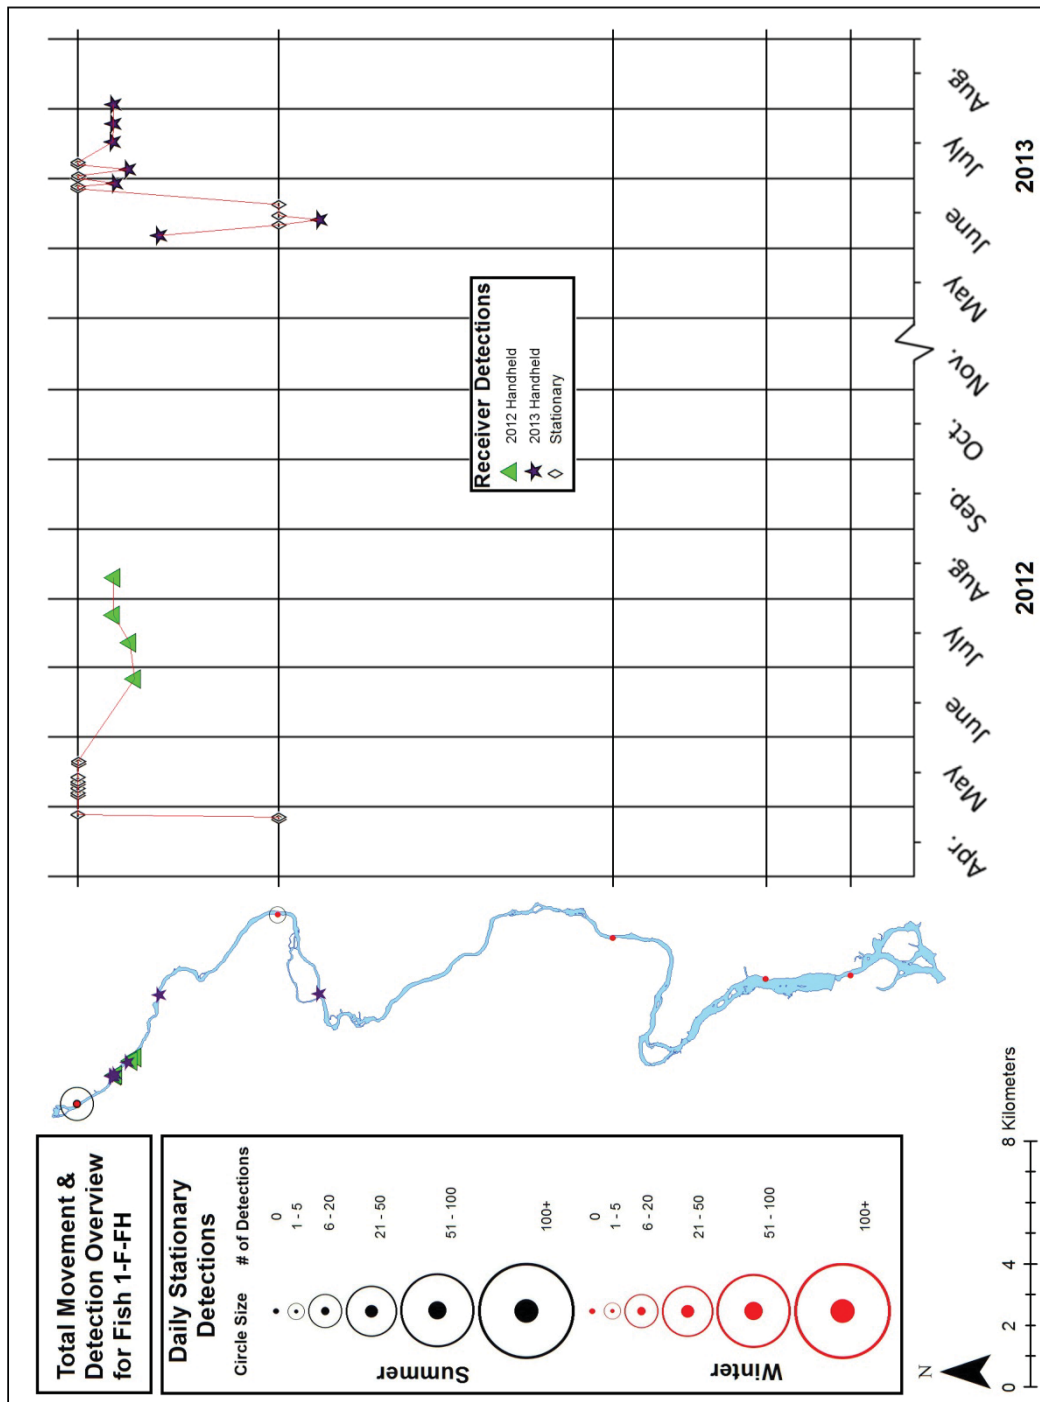 Total Movement &
Detection Overview
for Fish 1-F-FH
Daily Stationary
Detections
Circle Size # of Detections
Summer
0
1 - 5
6 - 20
21 - 50
51 - 100
100+
Winter
0
1 - 5
6 - 20
21 - 50
51 - 100
100+
N
0 2 4 8 Kilometers
Receiver Detections
2012 Handheld
2013 Handheld
Stationary
Apr. May June July Aug. Sep. Oct. Nov. May June July Aug.
2012 2013